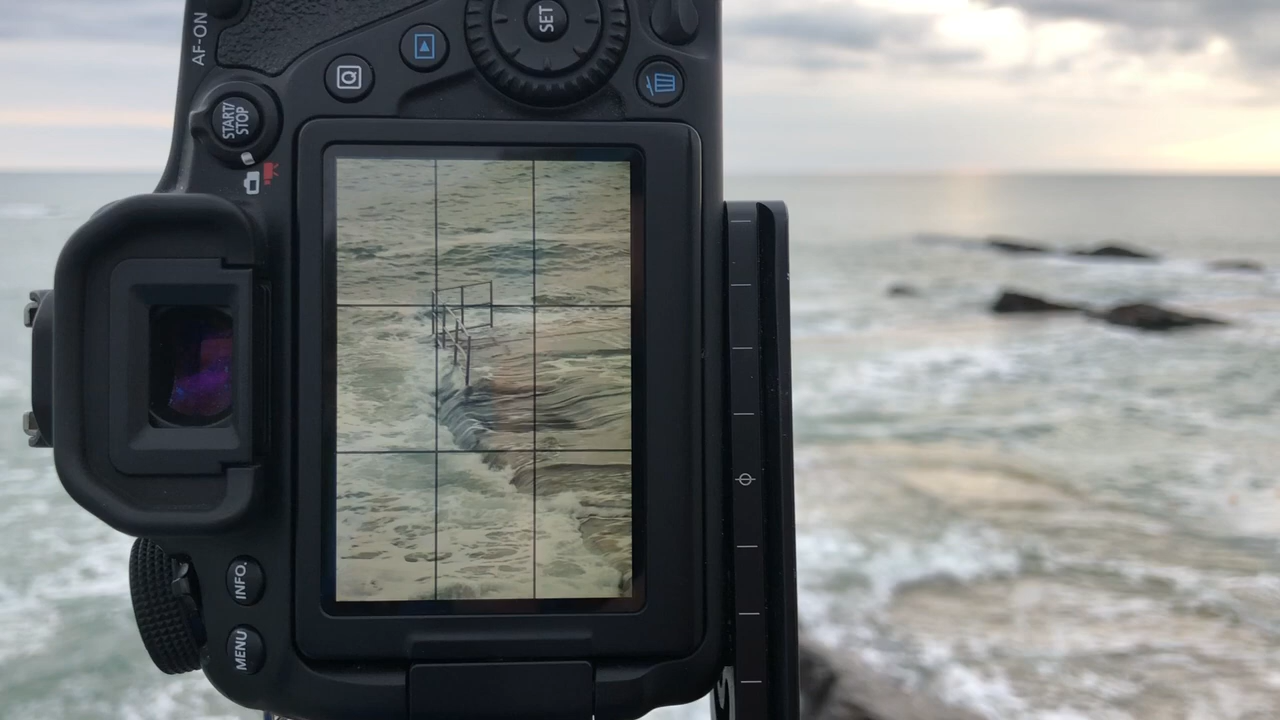 AF-ON
SET
Q
START/
STOP
INFO.
MENU